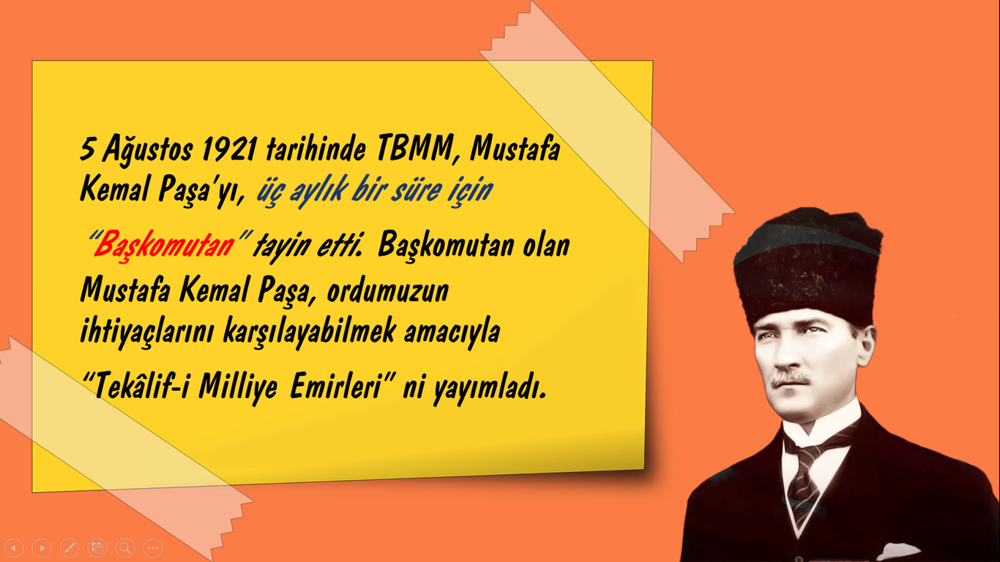 5 Ağustos 1921 tarihinde TBMM, Mustafa
Kemal Paşa'yı, üç aylık bir süre için
“Başkomutan” tayin etti. Başkomutan olan
Mustafa Kemal Paşa, ordumuzun
ihtiyaçlarını karşılayabilmek amacıyla
“Tekâlif-i Milliye Emirleri” ni yayımladı.